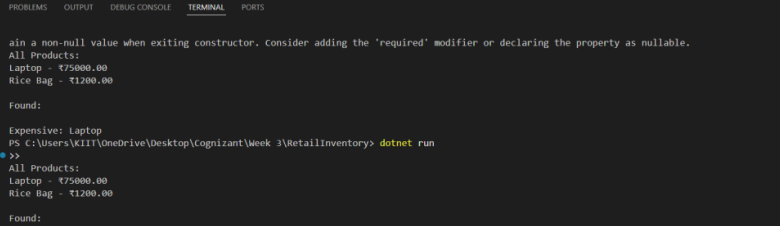 PROBLEMS OUTPUT DEBUG CONSOLE TERMINAL PORTS
ain a non-null value when exiting constructor. Consider adding the 'required' modifier or declaring the property as nullable.
All Products:
Laptop - ₹75000.00
Rice Bag - ₹1200.00
Found:
Expensive: Laptop
PS C:\Users\KIIT\OneDrive\Desktop\Cognizant\Week 3\RetailInventory> dotnet run
>>
All Products:
Laptop - ₹75000.00
Rice Bag - ₹1200.00
Found: